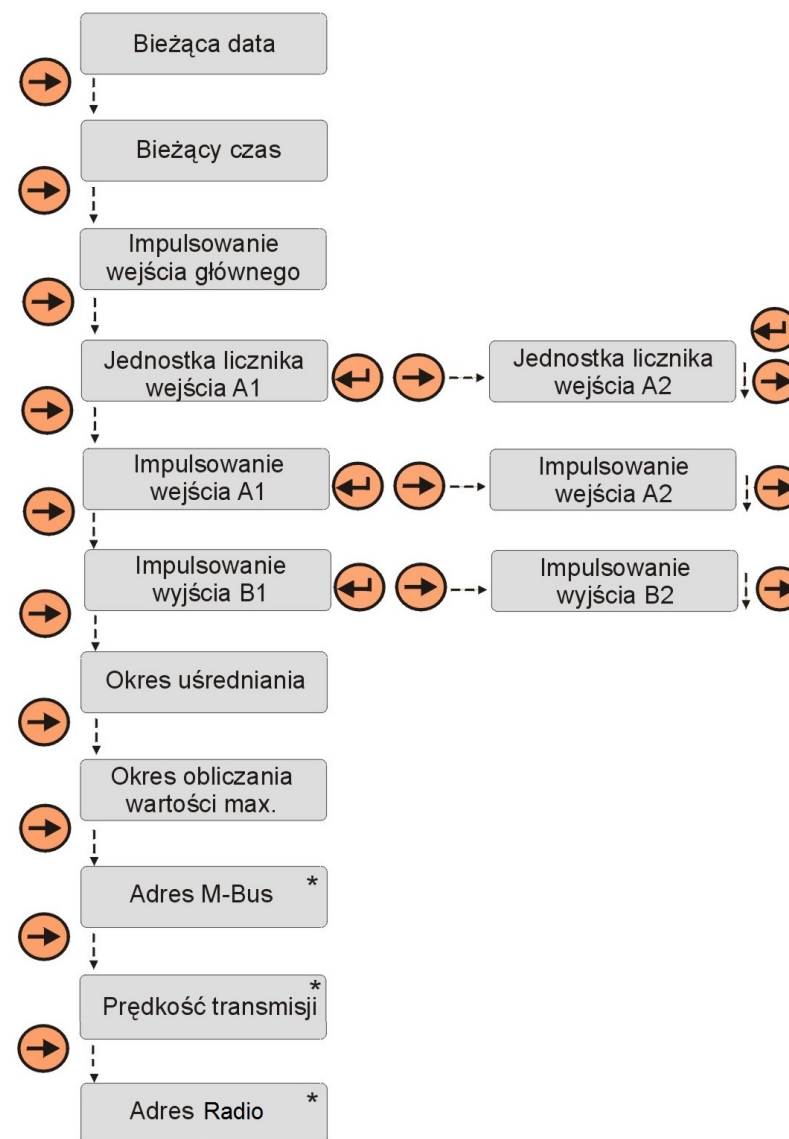 Bieżąca data
Bieżący czas
Impulsowanie
wejścia głównego
Jednostka licznika
wejścia A1
Jednostka licznika
wejścia A2
Impulsowanie
wejścia A1
Impulsowanie
wejścia A2
Impulsowanie
wyjścia B1
Impulsowanie
wyjścia B2
Okres uśredniania
Okres obliczania
wartości max.
Adres M-Bus *
Prędkość transmisji *
Adres Radio *